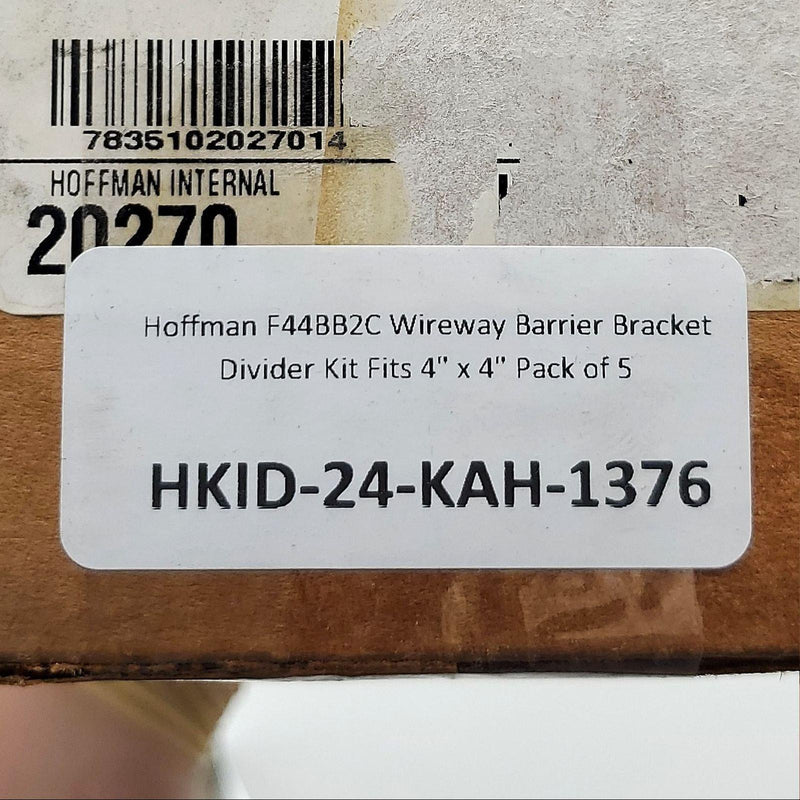 7835102027014
HOFFMAN INTERNAL
20270
Hoffman F44BB2C Wireway Barrier Bracket
Divider Kit Fits 4" x 4" Pack of 5
HKID-24-KAH-1376